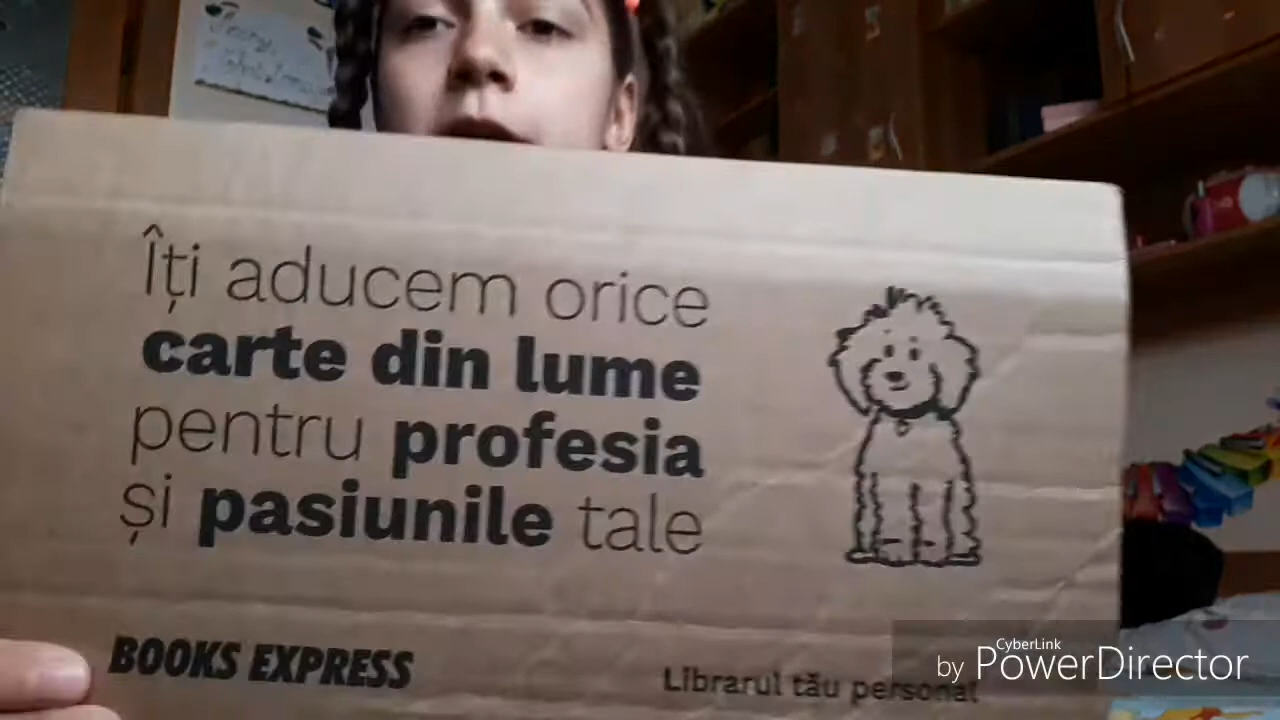 Îți aducem orice
carte din lume
pentru profesia
și pasiunile tale
BOOKS EXPRESS
Librarul tău personal
CyberLink
by PowerDirector